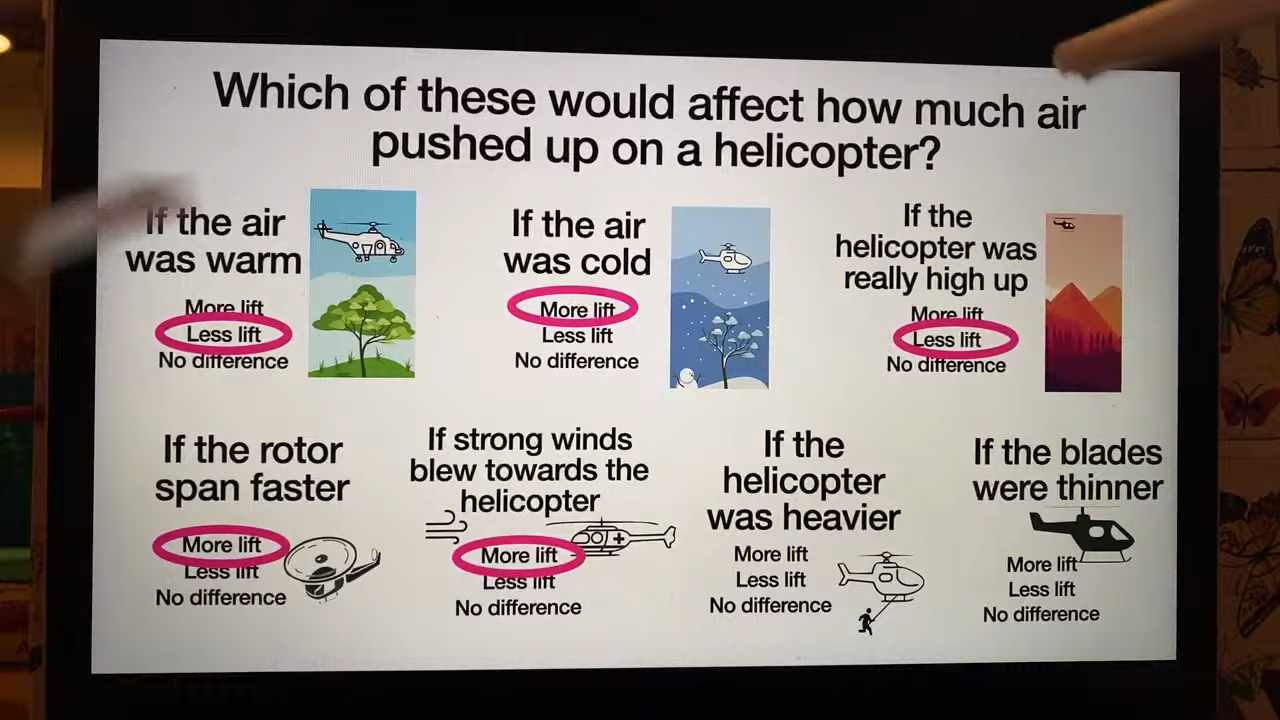 Which of these would affect how much air
pushed up on a helicopter?
If the air
was warm
More lift
Less lift
No difference
If the air
was cold
More lift
Less lift
No difference
If the
helicopter was
really high up
More lift
Less lift
No difference
If the rotor
span faster
More lift
Less lift
No difference
If strong winds
blew towards the
helicopter
More lift
Less lift
No difference
If the
helicopter
was heavier
More lift
Less lift
No difference
If the blades
were thinner
More lift
Less lift
No difference